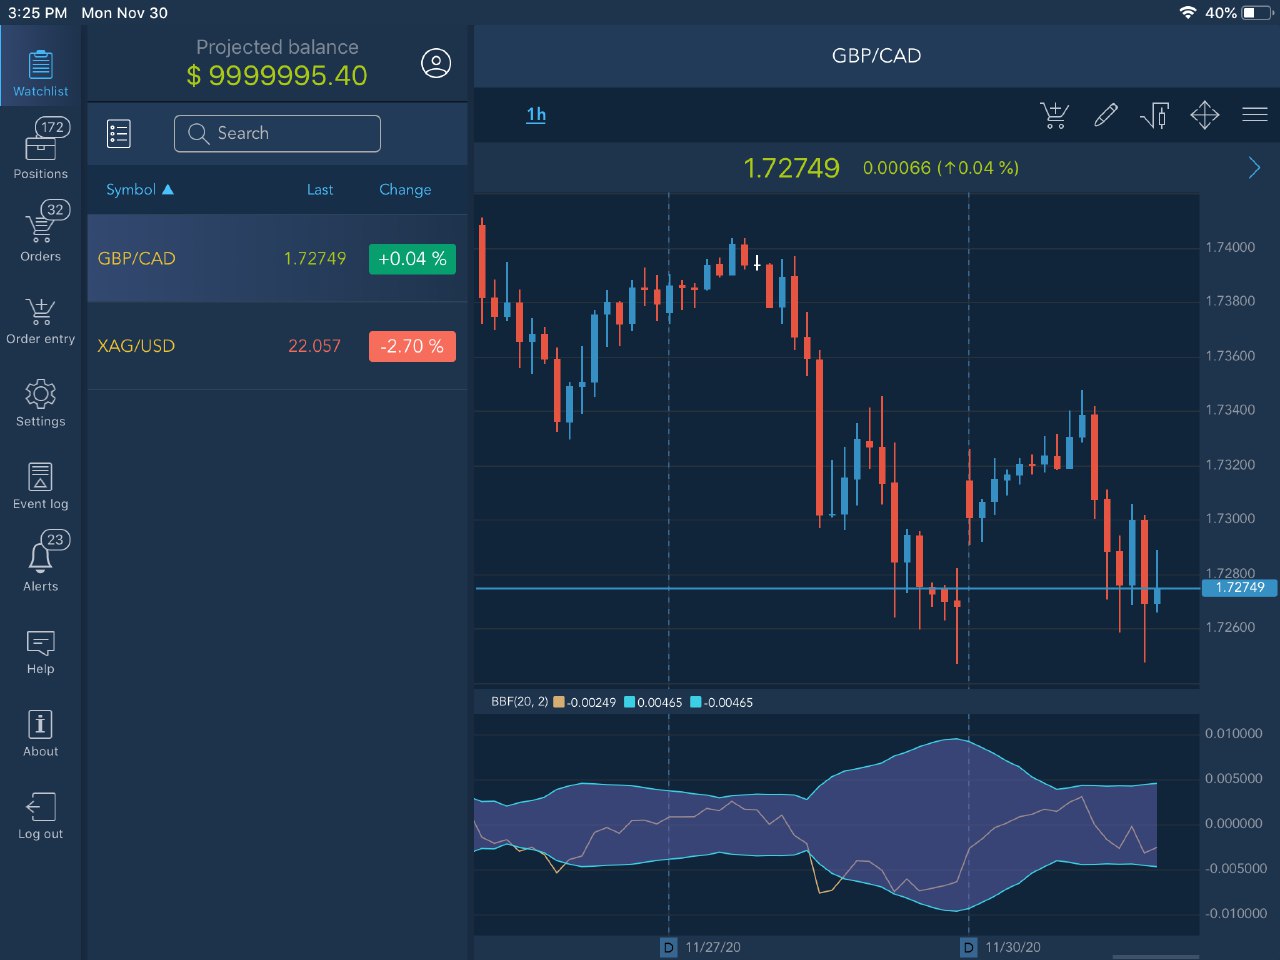 3:25 PM Mon Nov 30
40%
Watchlist
172
Positions
32
Orders
Order entry
Settings
Event log
23
Alerts
Help
About
Log out
Projected balance
$ 9999995.40
Search
Symbol ▲ Last Change
GBP/CAD 1.72749 +0.04 %
XAG/USD 22.057 -2.70 %
GBP/CAD
1h
1.72749 0.00066 (↑0.04 %)
1.74000
1.73800
1.73600
1.73400
1.73200
1.73000
1.72800
1.72749
1.72600
BBF(20, 2) -0.00249 0.00465 -0.00465
0.010000
0.005000
0.000000
-0.005000
-0.010000
D 11/27/20 D 11/30/20